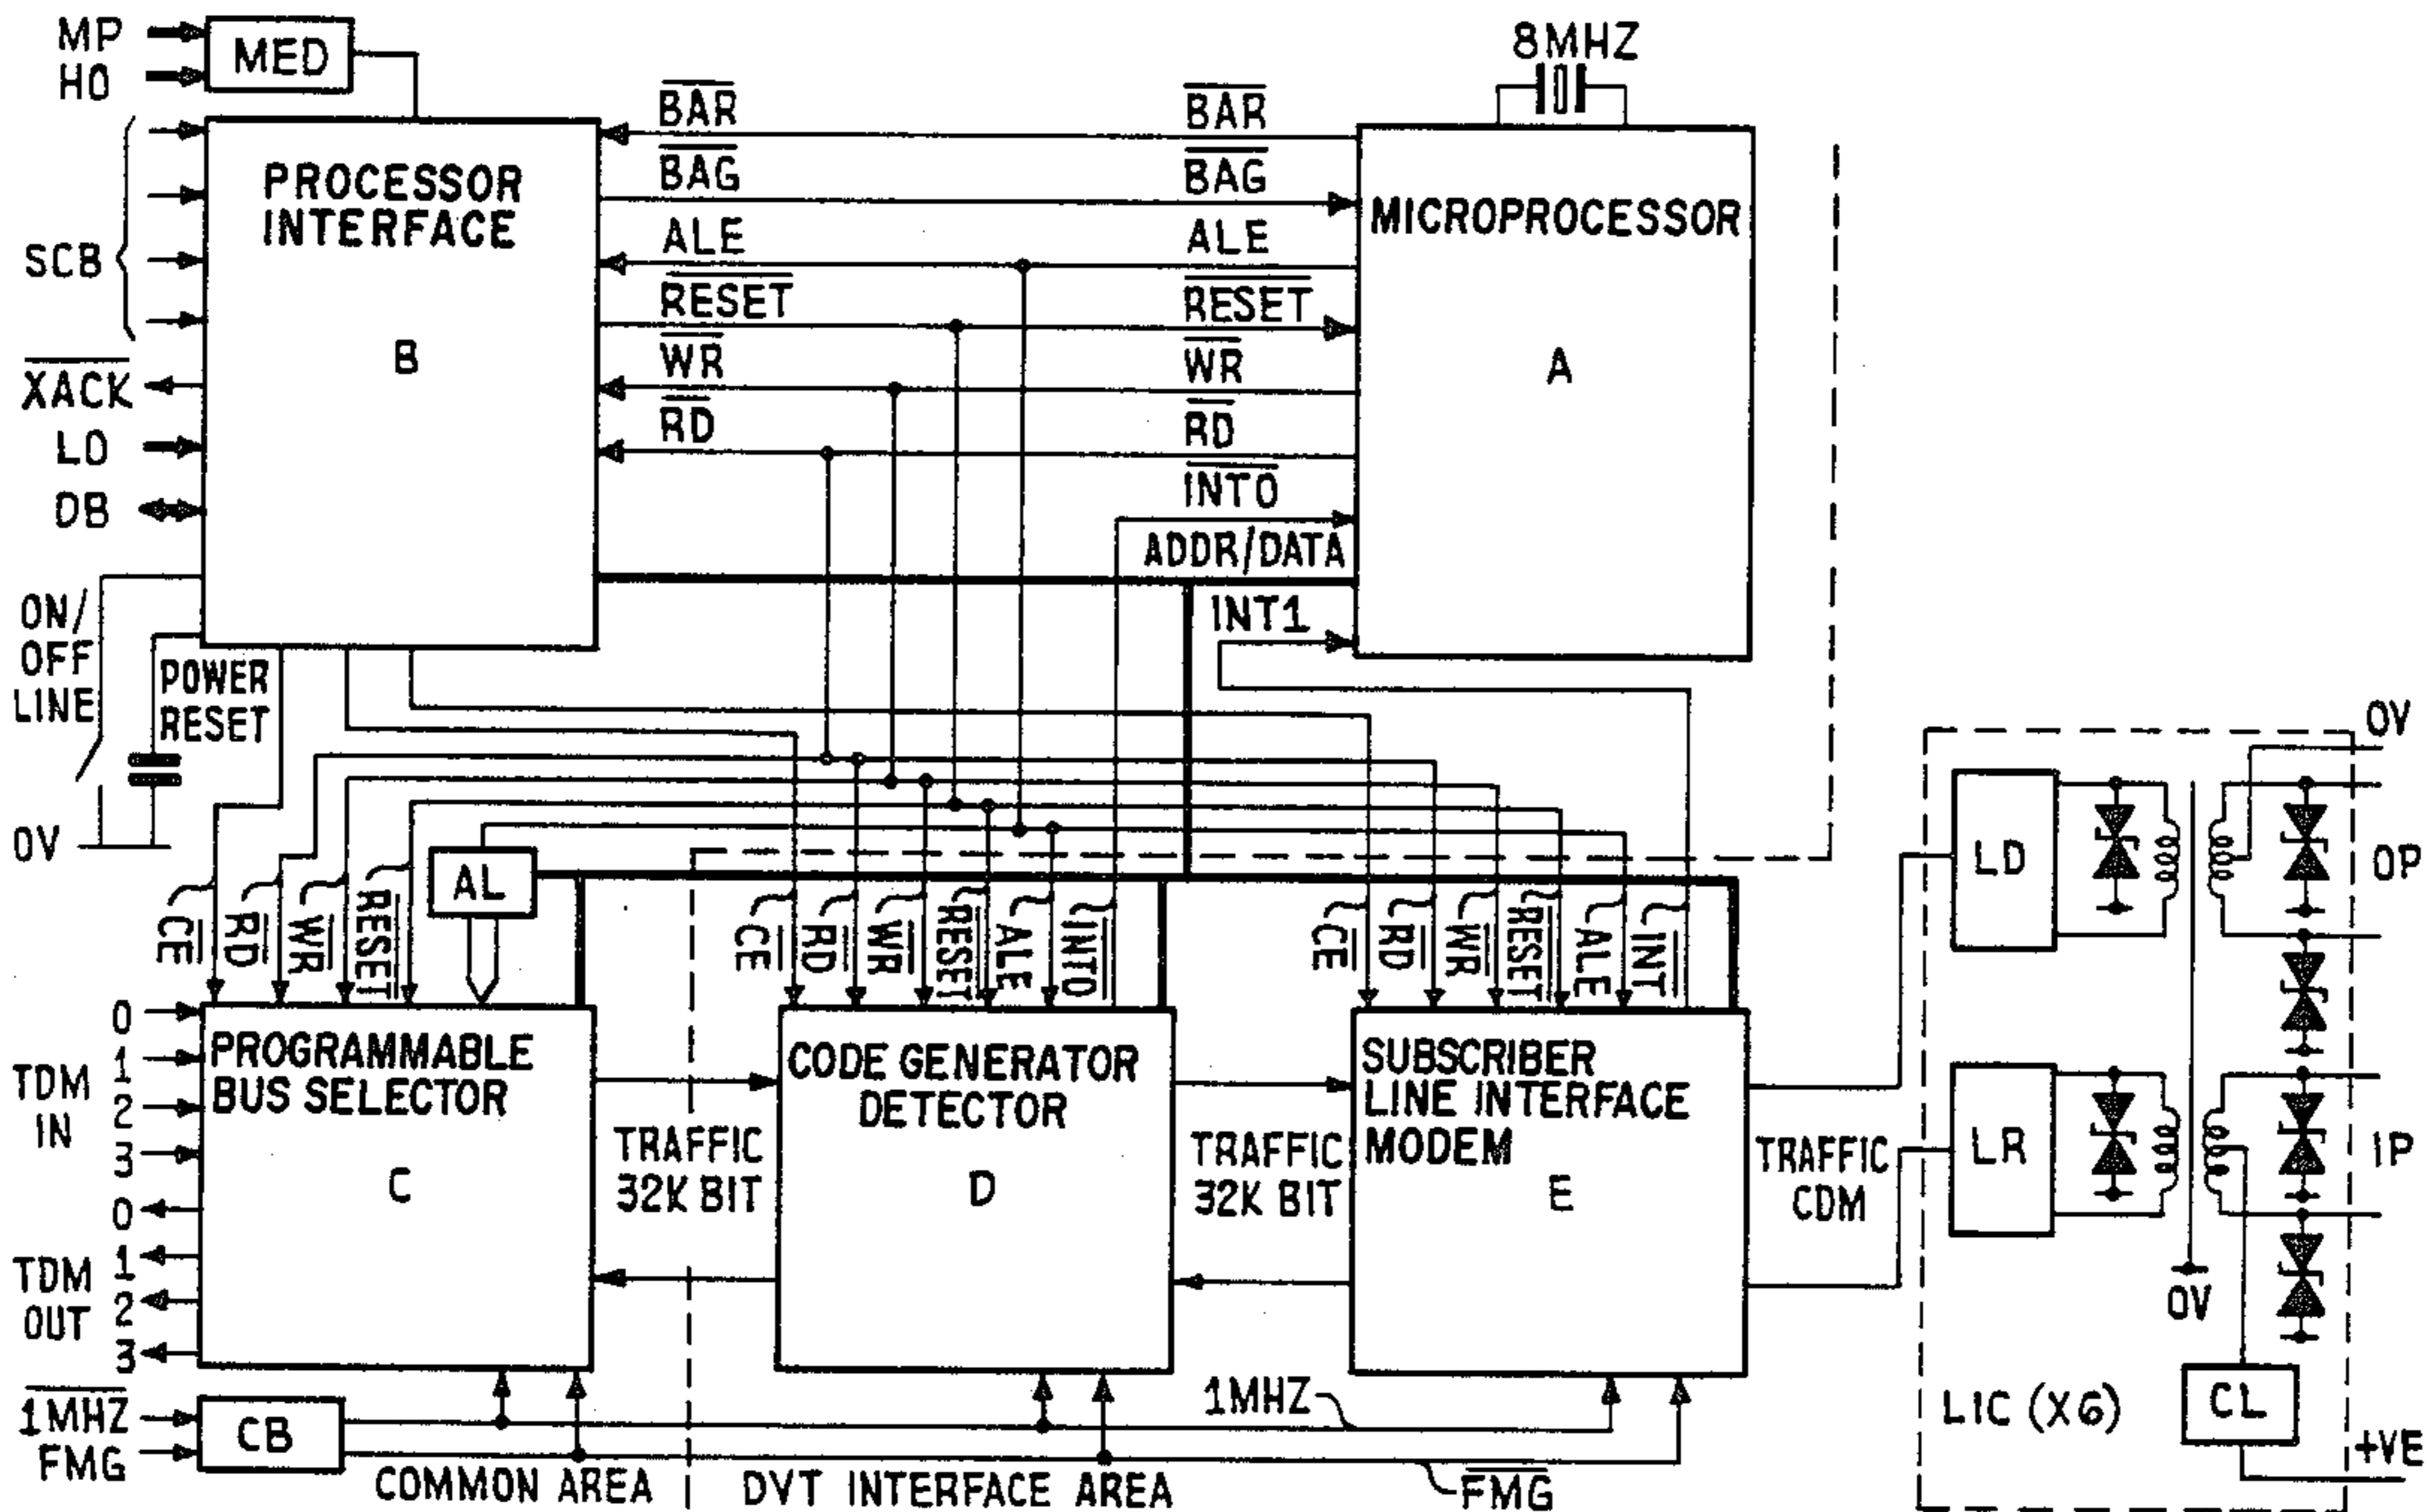 MP
HO
MED
8MHZ
BAR
BAR
PROCESSOR
INTERFACE
B
BAG
BAG
MICROPROCESSOR
A
SCB
ALE
ALE
RESET
RESET
WR
WR
XACK
RD
RD
LO
INT0
DB
ADDR/DATA
ON/
OFF
LINE
INT1
POWER
RESET
0V
0V
AL
LD
OP
CE
RD
WR
RESET
CE
RD
WR
RESET
ALE
INTO
CE
RD
WR
RESET
ALE
INT
0
1
2
3
TDM
IN
PROGRAMMABLE
BUS SELECTOR
C
CODE GENERATOR
DETECTOR
D
SUBSCRIBER
LINE INTERFACE
MODEM
E
TRAFFIC
32K BIT
TRAFFIC
32K BIT
TRAFFIC
CDM
LR
IP
0
1
2
3
TDM
OUT
0V
1MHZ
FMG
CB
1MHZ
LIC (X6)
CL
+VE
COMMON AREA
DVT INTERFACE AREA
FMG